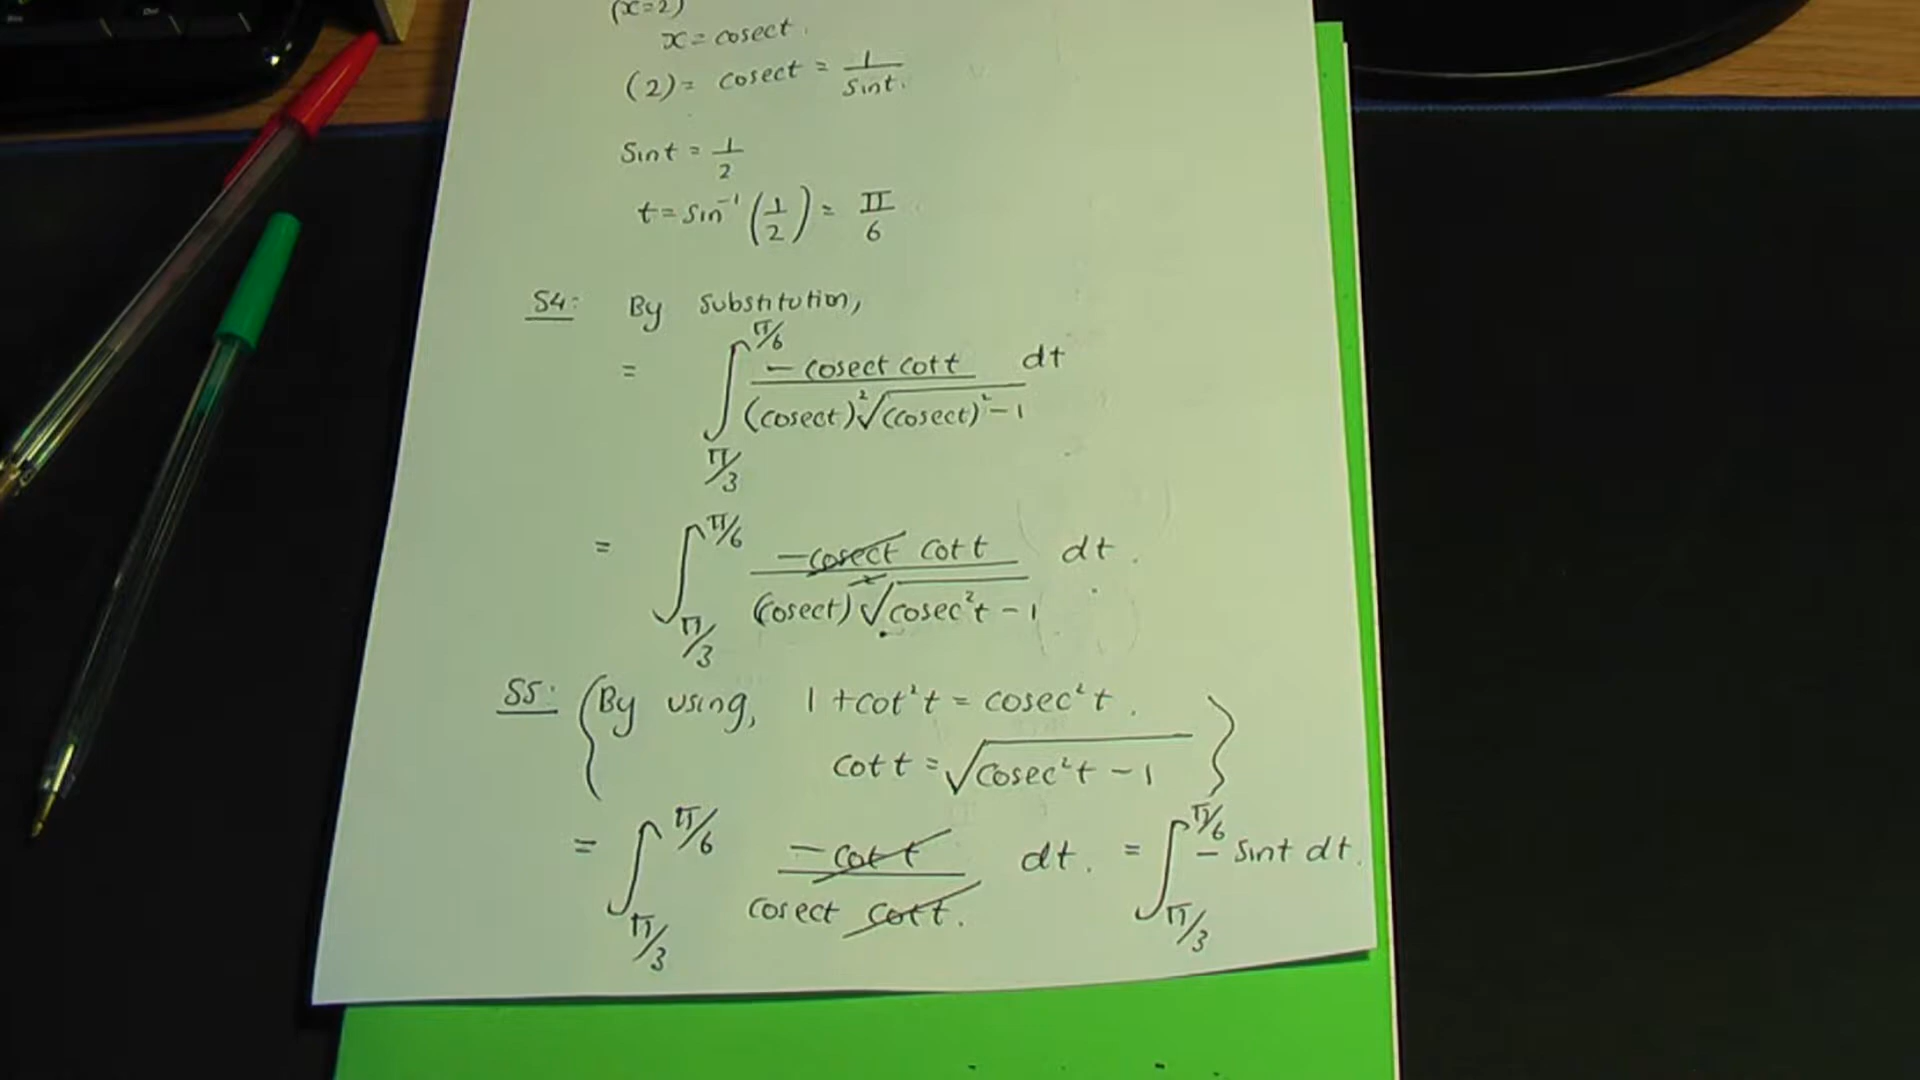 (x=2)
x = cosect.
(2) = cosect = 1/sint.
Sint = 1/2
t = sin⁻¹(1/2) = π/6
S4: By substitution,
= ∫_{π/3}^{π/6} -cosect cott / (cosect)²√(cosect)²-1 dt
= ∫_{π/3}^{π/6} -cosect cott / (cosect)²√cosec²t - 1 dt.
S5: {By using, 1+cot²t = cosec²t.
cott = √cosec²t - 1}
= ∫_{π/3}^{π/6} -cott / cosect cott. dt. = ∫_{π/3}^{π/6} - sint dt.